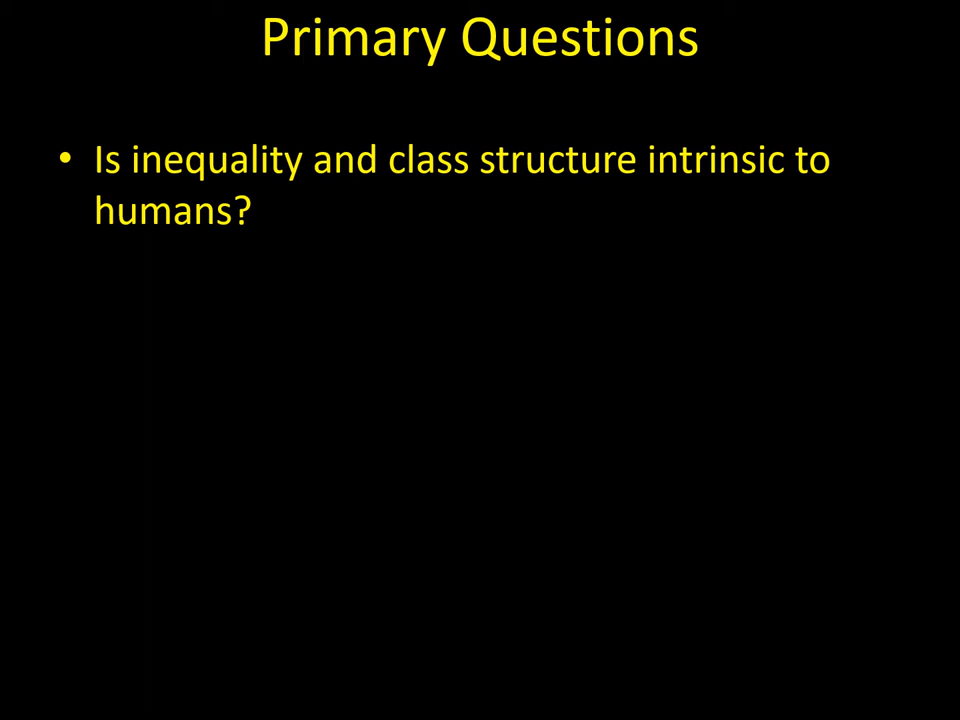 Primary Questions
• Is inequality and class structure intrinsic to
humans?